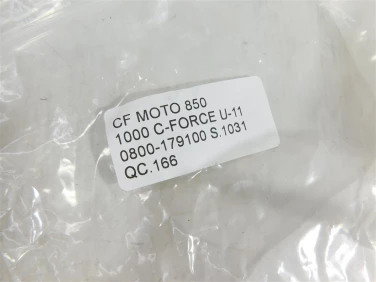 CF MOTO 850
1000 C-FORCE U-11
0800-179100 S.1031
QC.166